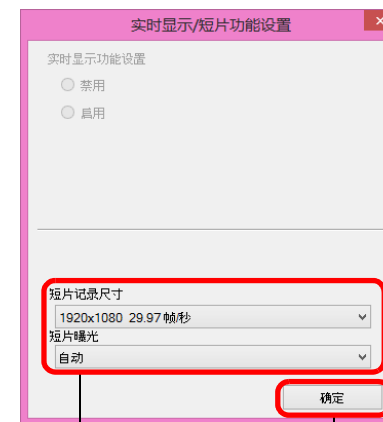 实时显示/短片功能设置
实时显示功能设置
禁用
启用
短片记录尺寸
1920x1080 29.97帧/秒
短片曝光
自动
确定